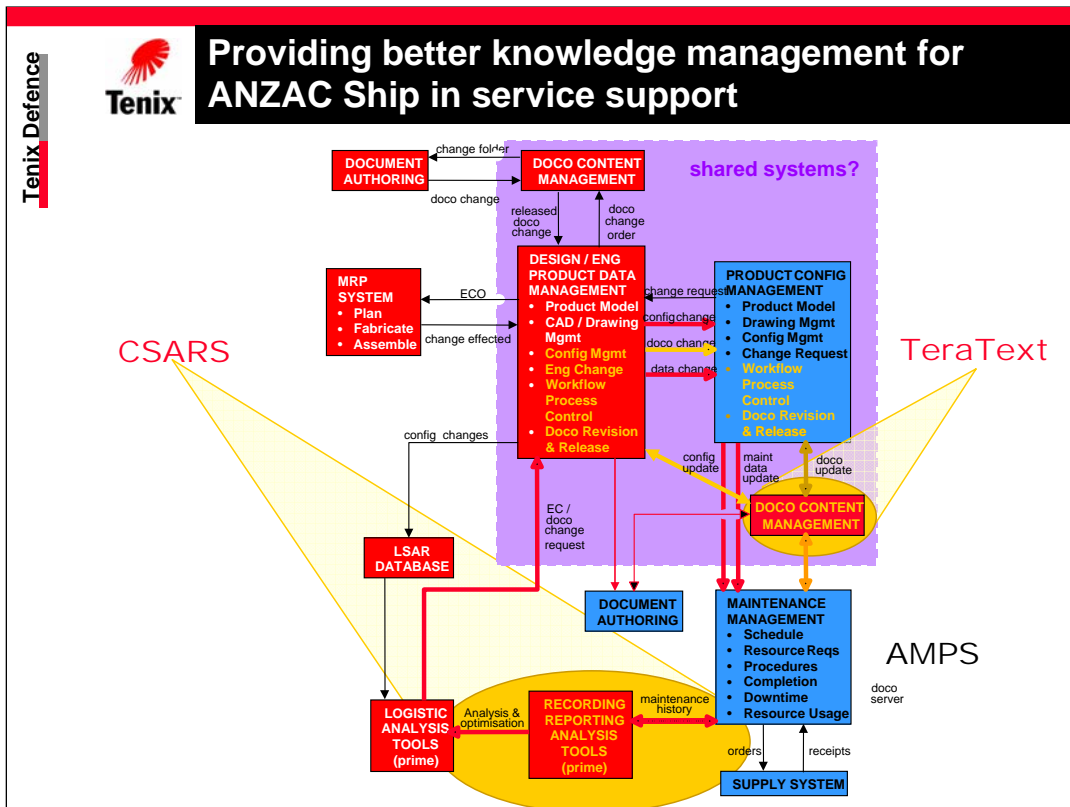 Tenix Defence
Tenix™
Providing better knowledge management for
ANZAC Ship in service support
shared systems?
DOCUMENT
AUTHORING
change folder
doco change
DOCO CONTENT
MANAGEMENT
released
doco
change
doco
change
order
MRP
SYSTEM
• Plan
• Fabricate
• Assemble
ECO
change effected
DESIGN / ENG
PRODUCT DATA
MANAGEMENT
• Product Model
• CAD / Drawing
Mgmt
• Config Mgmt
• Eng Change
• Workflow
Process
Control
• Doco Revision
& Release
change request
config change
doco change
data change
PRODUCT CONFIG
MANAGEMENT
• Product Model
• Drawing Mgmt
• Config Mgmt
• Change Request
• Workflow
Process
Control
• Doco Revision
& Release
CSARS
TeraText
config changes
config
update
maint
data
update
doco
update
DOCO CONTENT
MANAGEMENT
EC /
doco
change
request
LSAR
DATABASE
DOCUMENT
AUTHORING
MAINTENANCE
MANAGEMENT
• Schedule
• Resource Reqs
• Procedures
• Completion
• Downtime
• Resource Usage
AMPS
doco
server
LOGISTIC
ANALYSIS
TOOLS
(prime)
Analysis &
optimisation
RECORDING
REPORTING
ANALYSIS
TOOLS
(prime)
maintenance
history
orders
receipts
SUPPLY SYSTEM